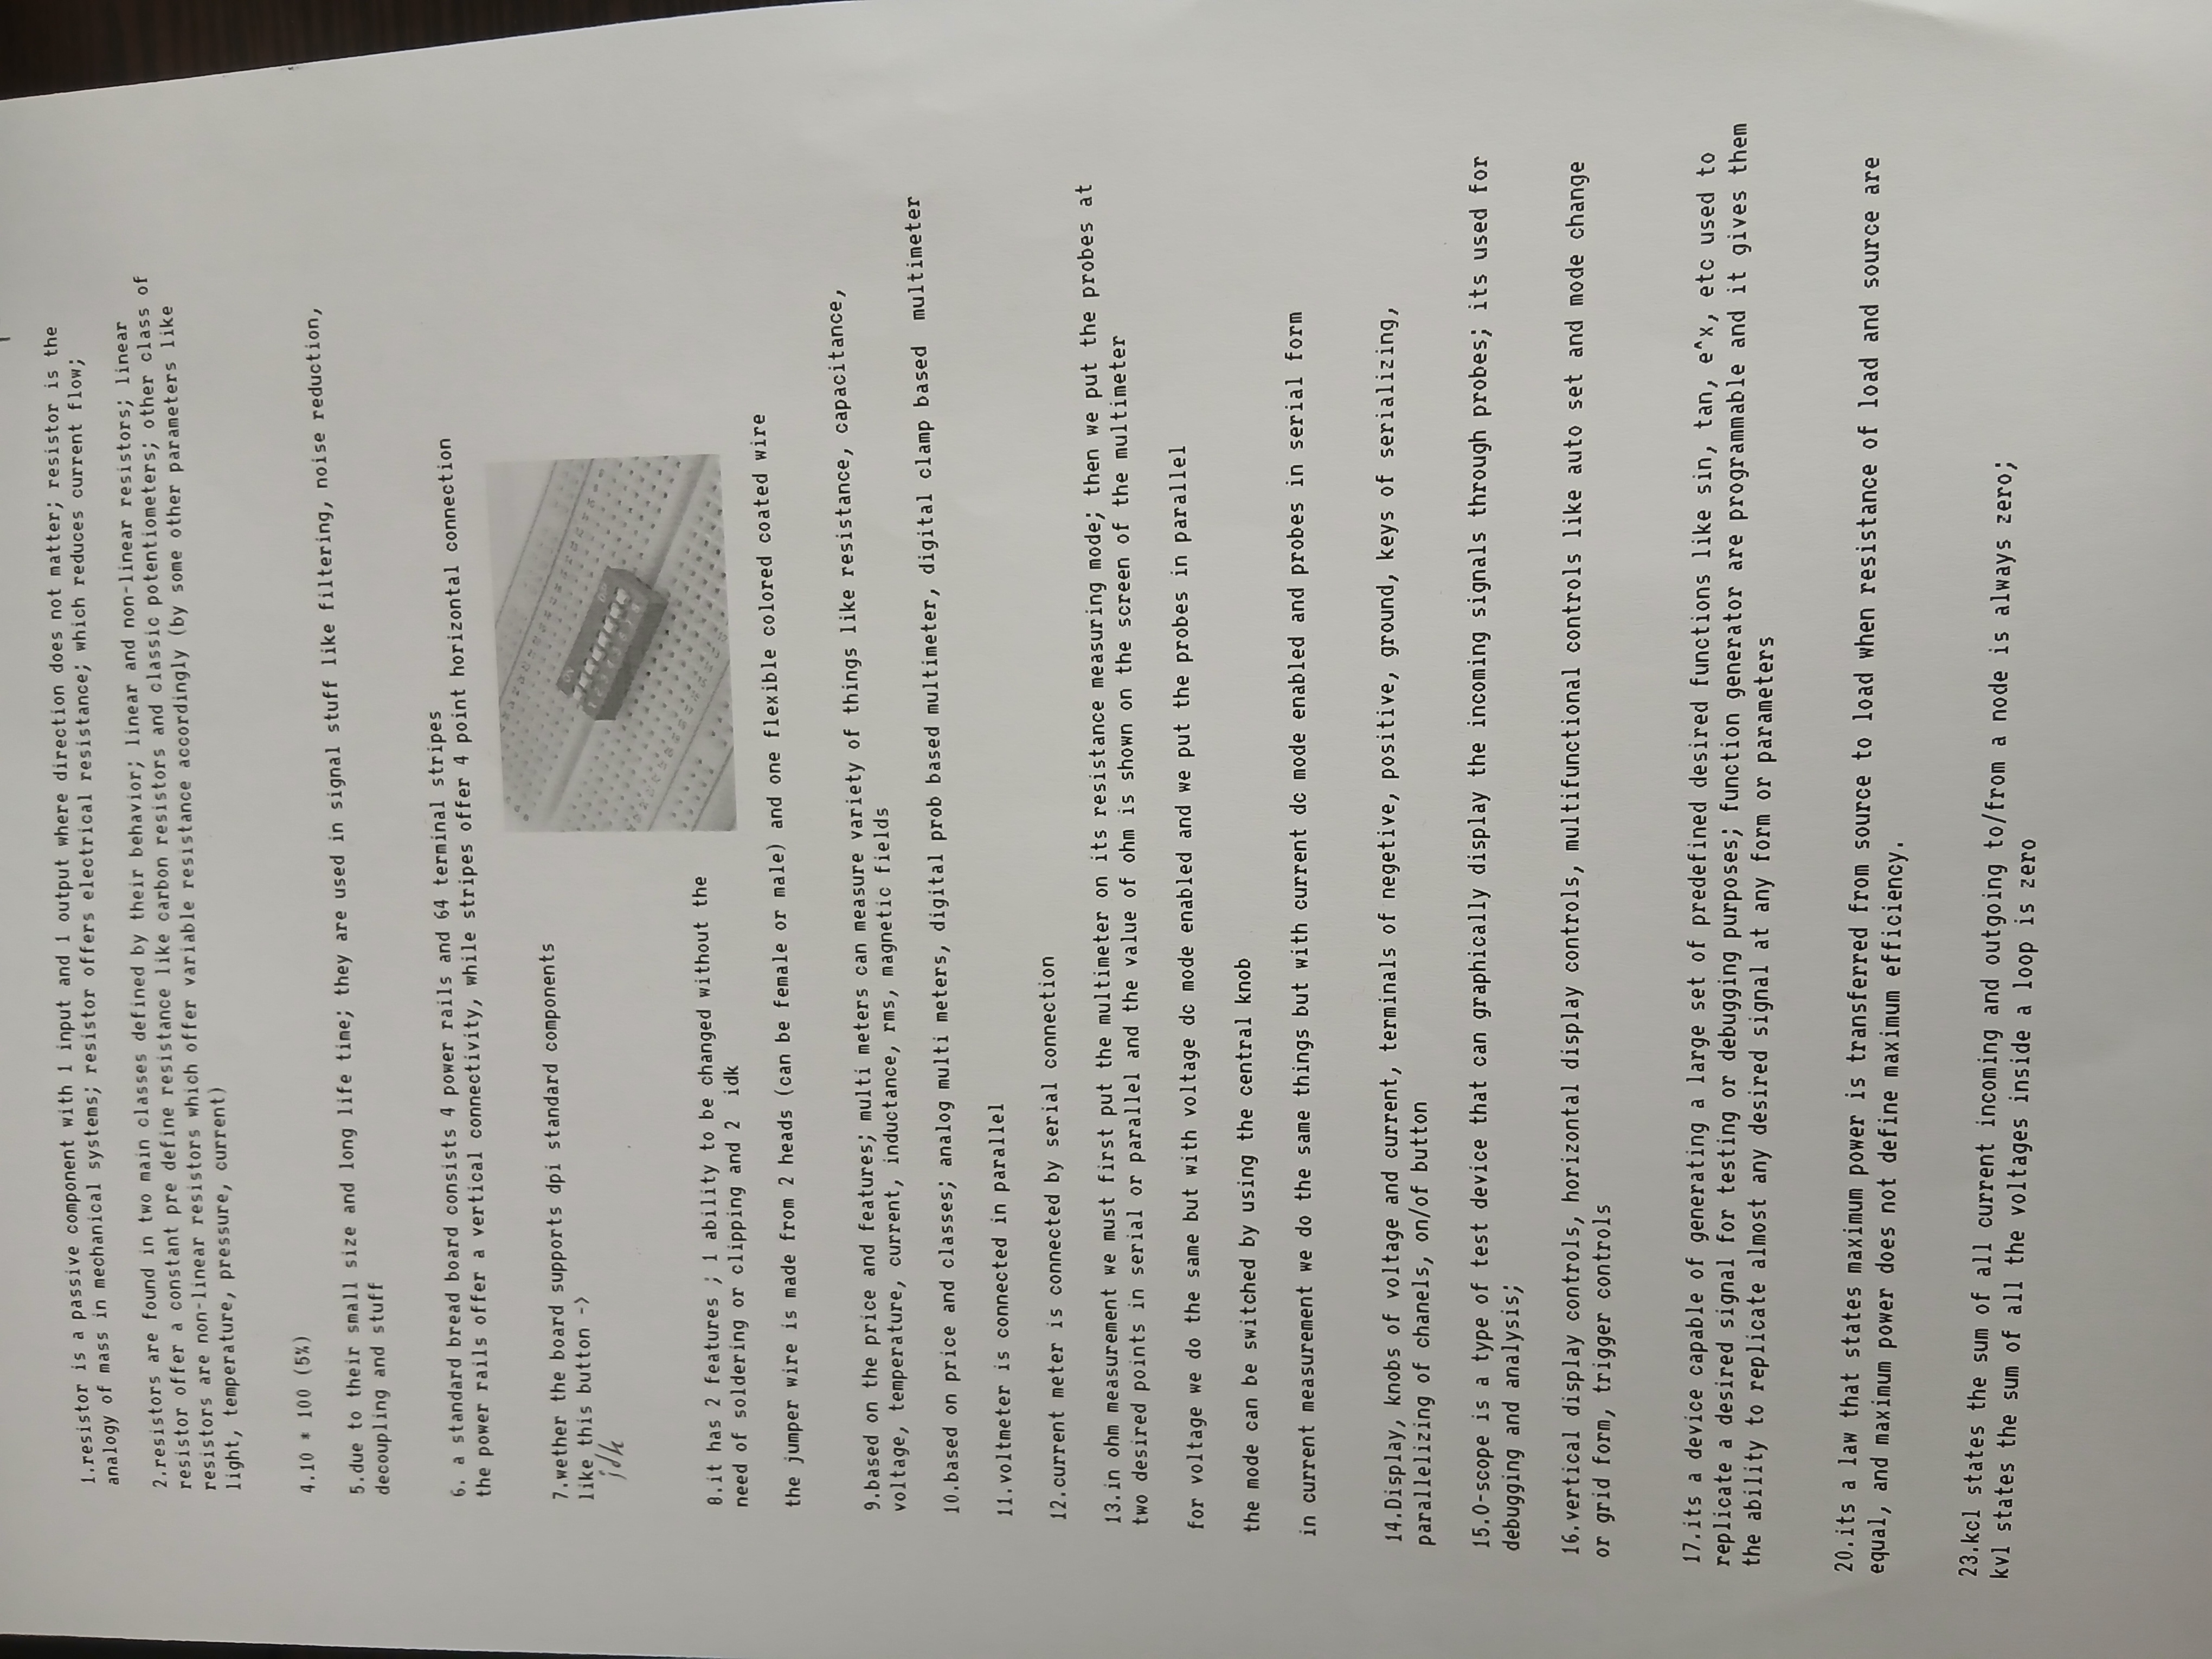 1.resistor is a passive component with 1 input and 1 output where direction does not matter; resistor is the
analogy of mass in mechanical systems; resistor offers electrical resistance; which reduces current flow;
2.resistors are found in two main classes defined by their behavior; linear and non-linear resistors; linear
resistor offer a constant pre define resistance like carbon resistors and classic potentiometers; other class of
resistors are non-linear resistors which offer variable resistance accordingly (by some other parameters like
light, temperature, pressure, current)
4.10 * 100 (5%)
5.due to their small size and long life time; they are used in signal stuff like filtering, noise reduction,
decoupling and stuff
6. a standard bread board consists 4 power rails and 64 terminal stripes
the power rails offer a vertical connectivity, while stripes offer 4 point horizontal connection
7.wether the board supports dpi standard components
like this button ->
idk
ON
DIP
1 2 3 4 5 6 7 8
8.it has 2 features ; 1 ability to be changed without the
need of soldering or clipping and 2 idk
the jumper wire is made from 2 heads (can be female or male) and one flexible colored coated wire
9.based on the price and features; multi meters can measure variety of things like resistance, capacitance,
voltage, temperature, current, inductance, rms, magnetic fields
10.based on price and classes; analog multi meters, digital prob based multimeter, digital clamp based multimeter
11.voltmeter is connected in parallel
12.current meter is connected by serial connection
13.in ohm measurement we must first put the multimeter on its resistance measuring mode; then we put the probes at
two desired points in serial or parallel and the value of ohm is shown on the screen of the multimeter
for voltage we do the same but with voltage dc mode enabled and we put the probes in parallel
the mode can be switched by using the central knob
in current measurement we do the same things but with current dc mode enabled and probes in serial form
14.Display, knobs of voltage and current, terminals of negetive, positive, ground, keys of serializing,
parallelizing of chanels, on/of button
15.O-scope is a type of test device that can graphically display the incoming signals through probes; its used for
debugging and analysis;
16.vertical display controls, horizontal display controls, multifunctional controls like auto set and mode change
or grid form, trigger controls
17.its a device capable of generating a large set of predefined desired functions like sin, tan, e^x, etc used to
replicate a desired signal for testing or debugging purposes; function generator are programmable and it gives them
the ability to replicate almost any desired signal at any form or parameters
20.its a law that states maximum power is transferred from source to load when resistance of load and source are
equal, and maximum power does not define maximum efficiency.
23.kcl states the sum of all current incoming and outgoing to/from a node is always zero;
kvl states the sum of all the voltages inside a loop is zero